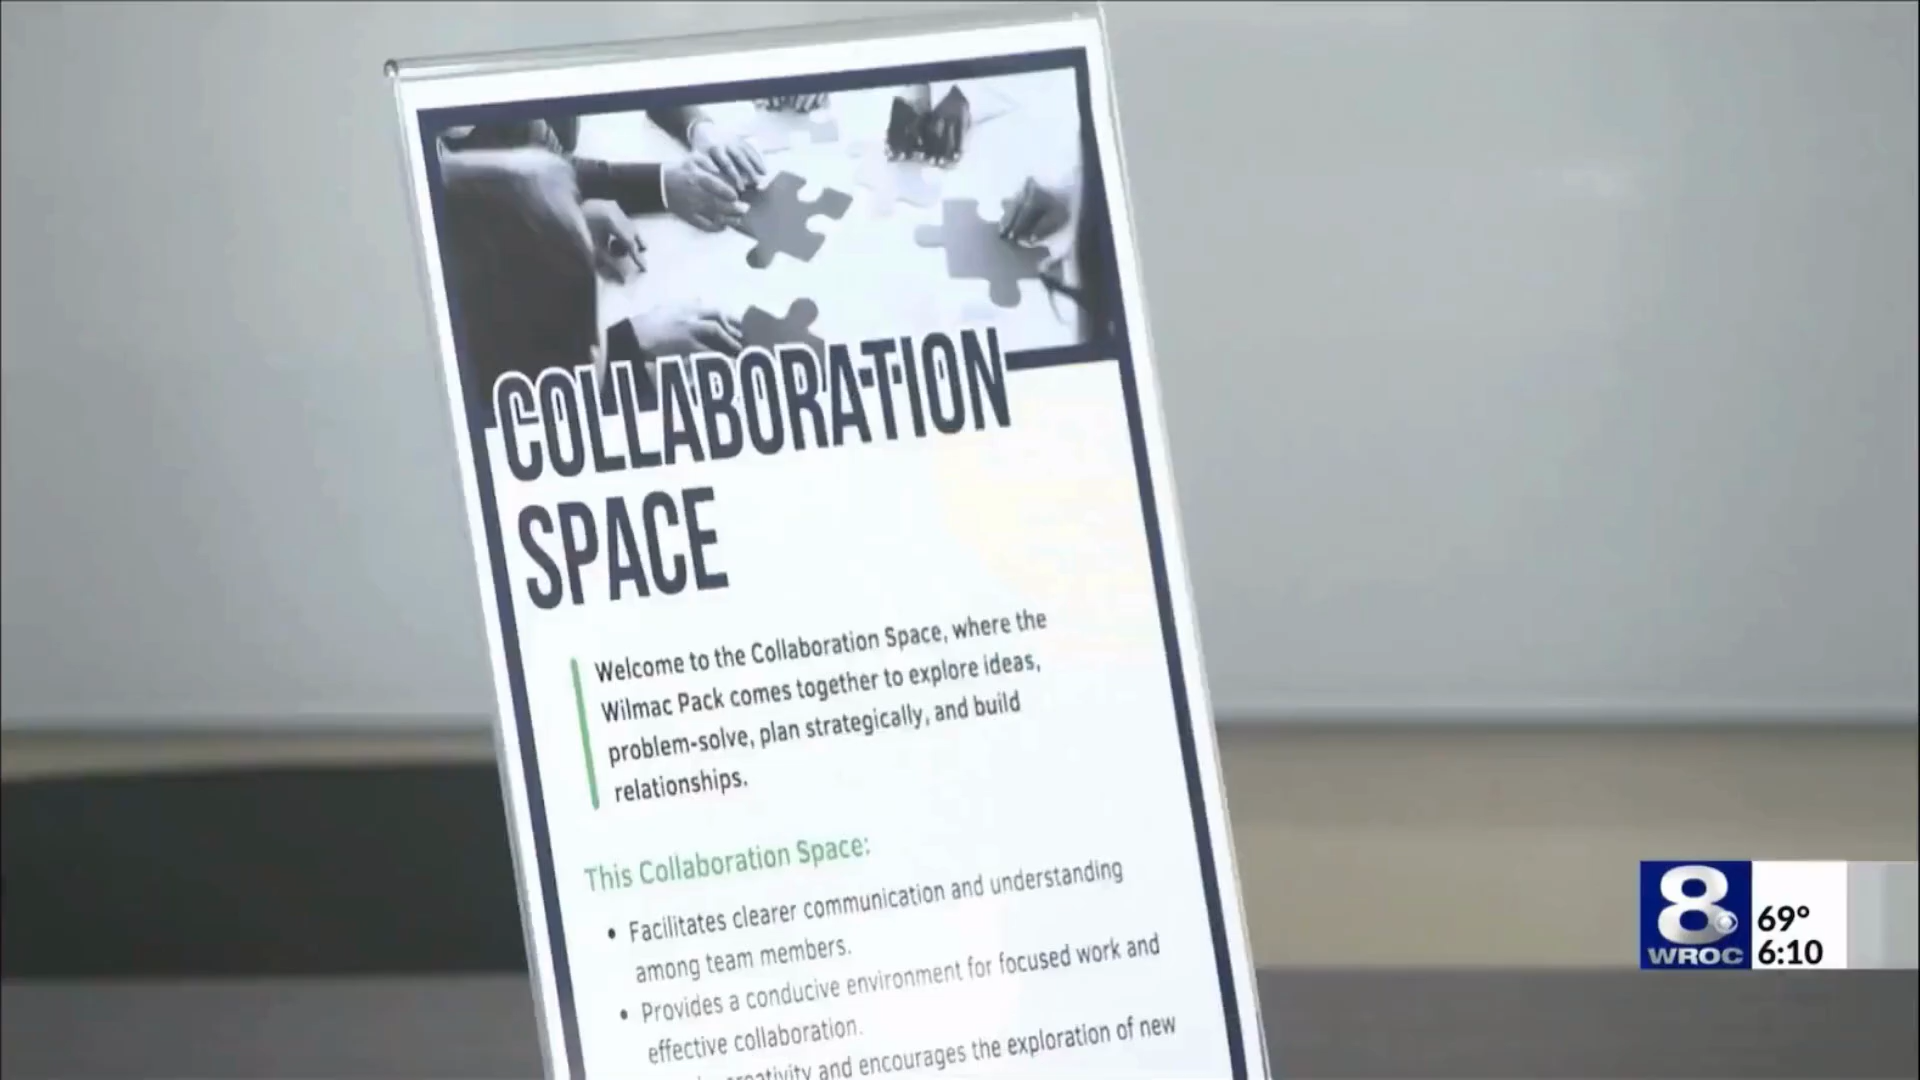 COLLABORATION
SPACE
Welcome to the Collaboration Space, where the
Wilmac Pack comes together to explore ideas,
problem-solve, plan strategically, and build
relationships.
This Collaboration Space:
• Facilitates clearer communication and understanding
among team members.
• Provides a conducive environment for focused work and
effective collaboration.
creativity and encourages the exploration of new
8
WROC
69°
6:10